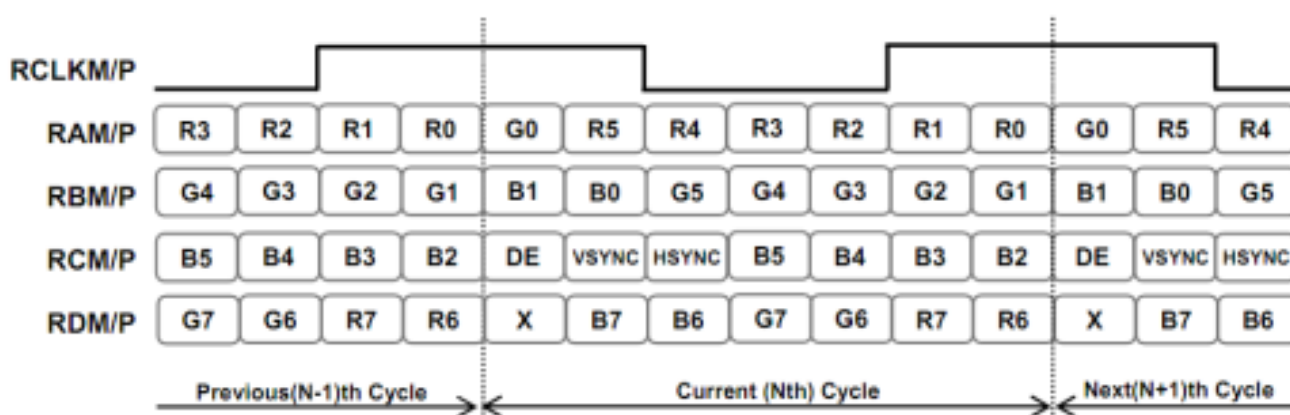 RCLKM/P
RAM/P R3 R2 R1 R0 G0 R5 R4 R3 R2 R1 R0 G0 R5 R4
RBM/P G4 G3 G2 G1 B1 B0 G5 G4 G3 G2 G1 B1 B0 G5
RCM/P B5 B4 B3 B2 DE VSYNC HSYNC B5 B4 B3 B2 DE VSYNC HSYNC
RDM/P G7 G6 R7 R6 X B7 B6 G7 G6 R7 R6 X B7 B6
Previous(N-1)th Cycle Current (Nth) Cycle Next(N+1)th Cycle